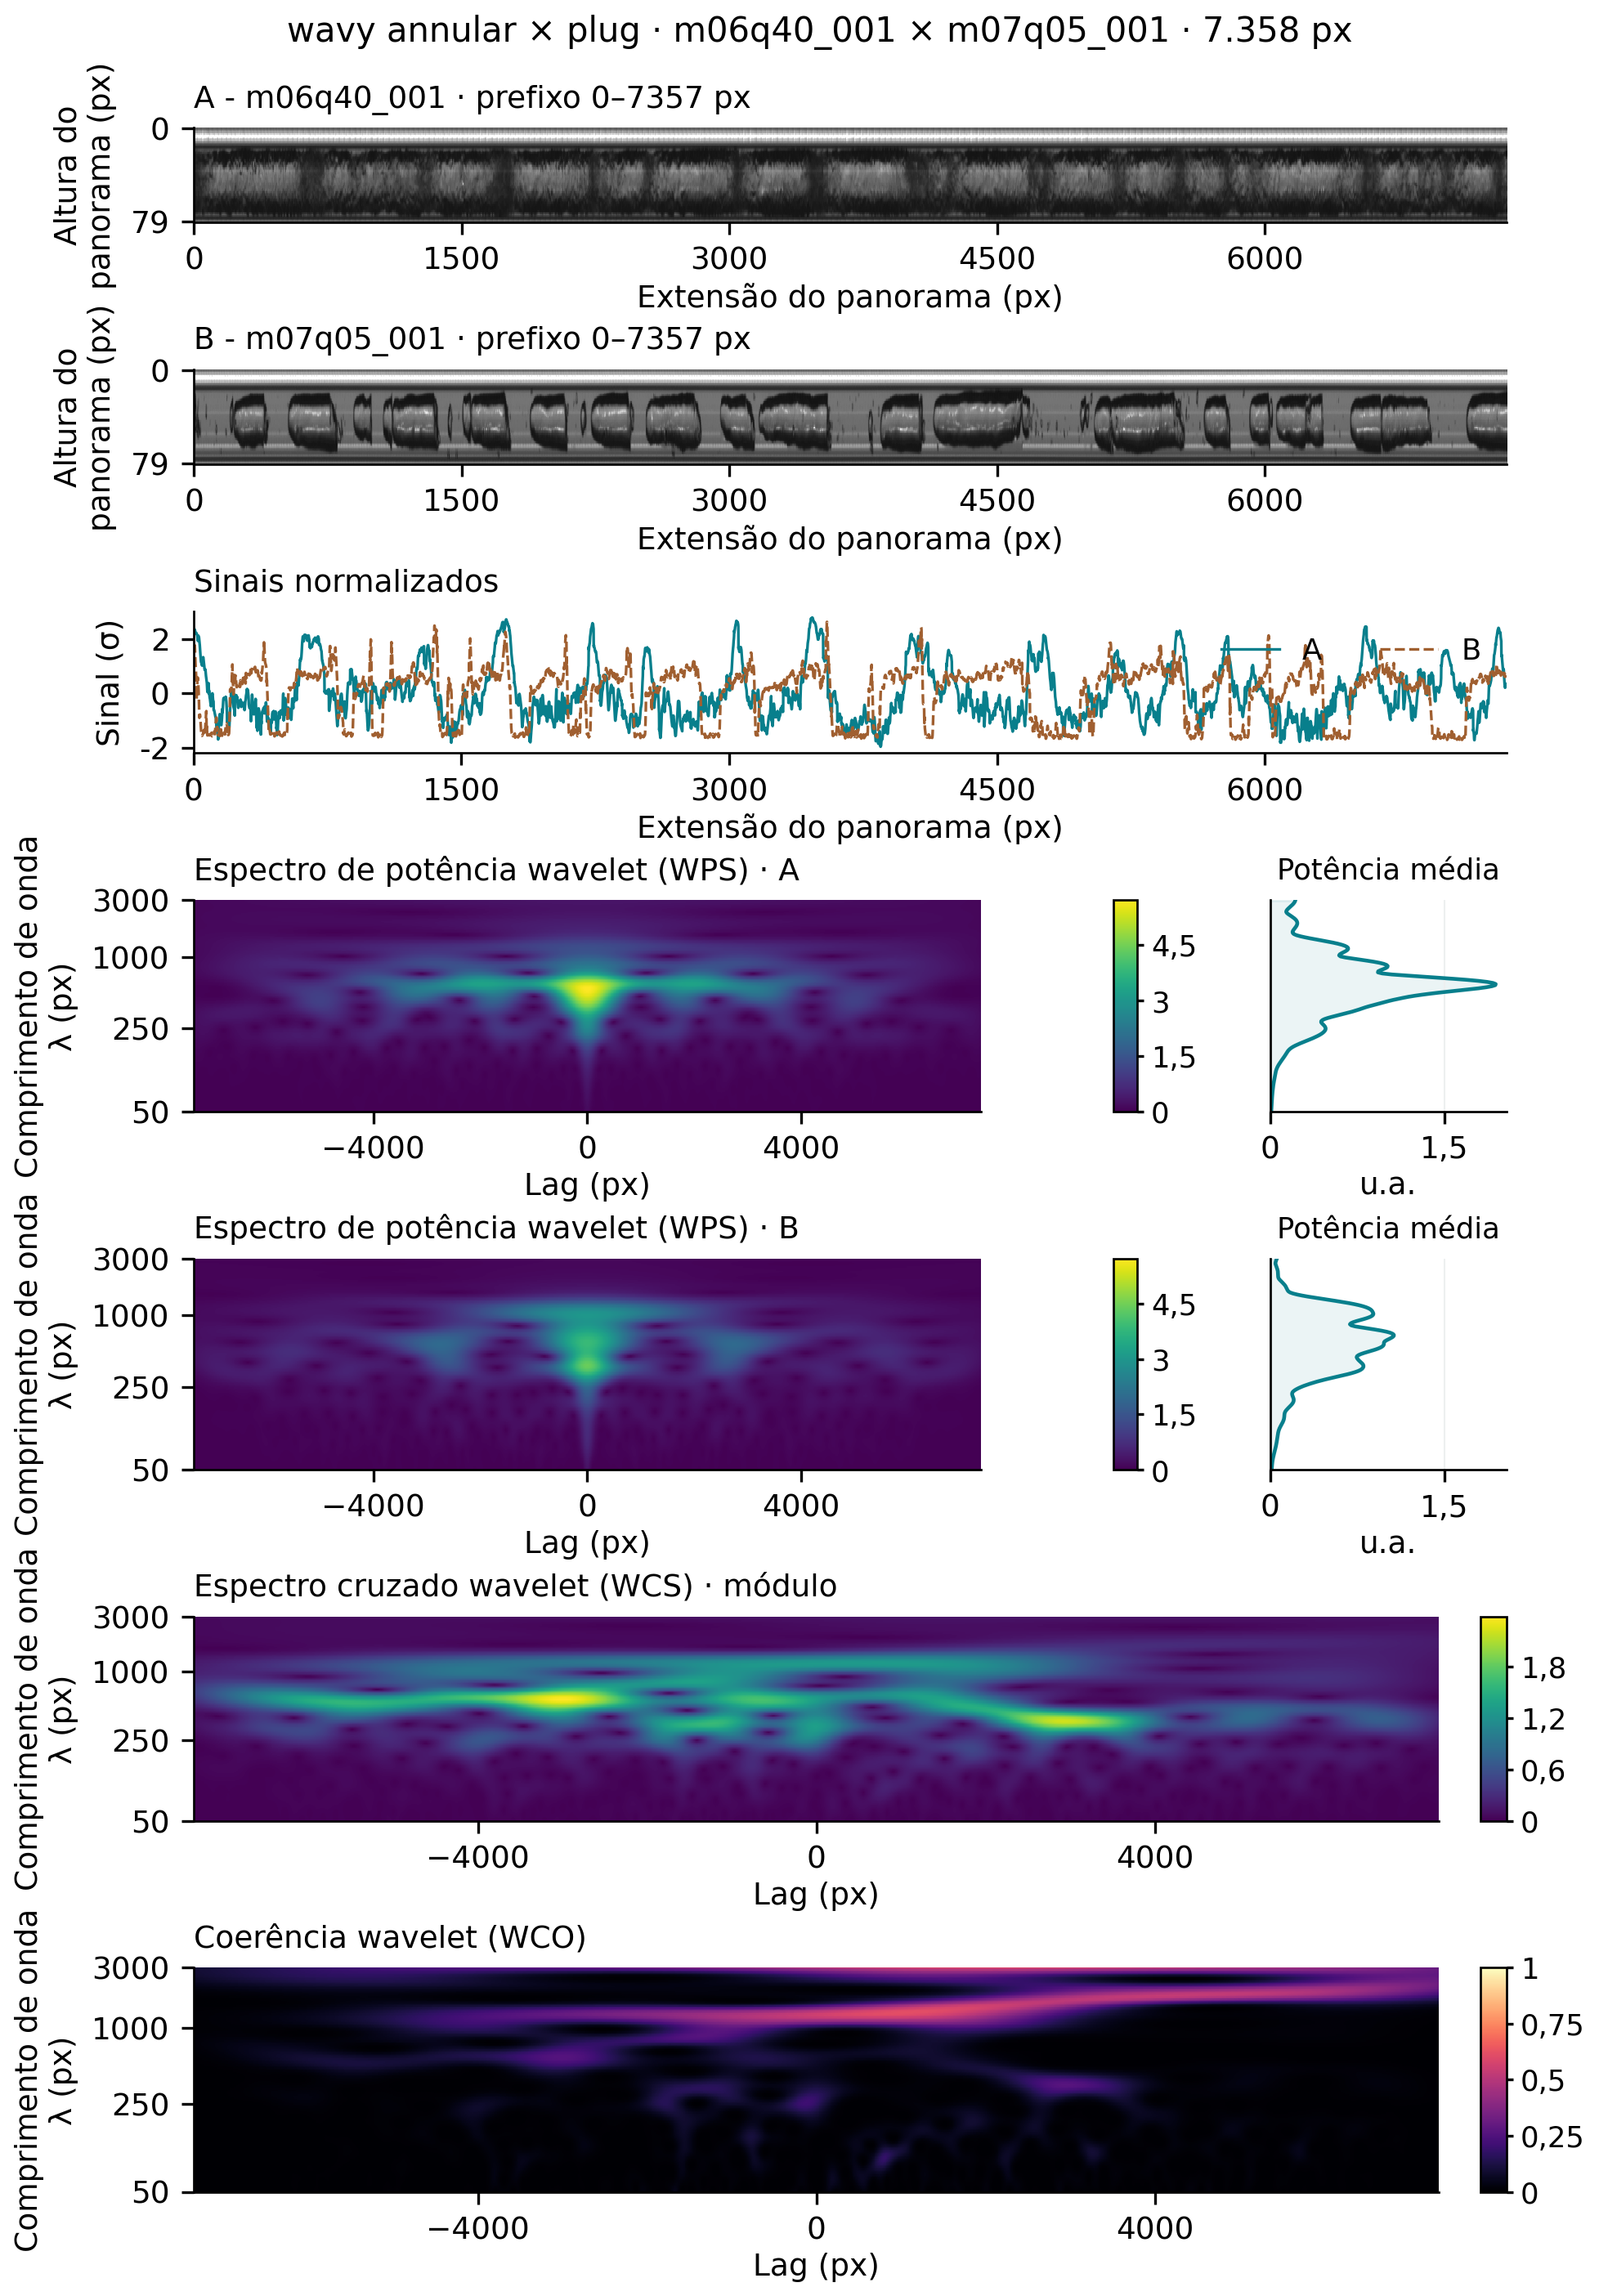 wavy annular × plug · m06q40_001 × m07q05_001 · 7.358 px
A - m06q40_001 · prefixo 0–7357 px
Altura do
panorama (px)
0
79
0 1500 3000 4500 6000
Extensão do panorama (px)
B - m07q05_001 · prefixo 0–7357 px
Altura do
panorama (px)
0
79
0 1500 3000 4500 6000
Extensão do panorama (px)
Sinais normalizados
Sinal (σ)
2
0
-2
A B
0 1500 3000 4500 6000
Extensão do panorama (px)
Espectro de potência wavelet (WPS) · A
Comprimento de onda
λ (px)
3000
1000
250
50
−4000 0 4000
Lag (px)
4,5
3
1,5
0
Potência média
0 1,5
u.a.
Espectro de potência wavelet (WPS) · B
Comprimento de onda
λ (px)
3000
1000
250
50
−4000 0 4000
Lag (px)
4,5
3
1,5
0
Potência média
0 1,5
u.a.
Espectro cruzado wavelet (WCS) · módulo
Comprimento de onda
λ (px)
3000
1000
250
50
−4000 0 4000
Lag (px)
1,8
1,2
0,6
0
Coerência wavelet (WCO)
Comprimento de onda
λ (px)
3000
1000
250
50
−4000 0 4000
Lag (px)
1
0,75
0,5
0,25
0